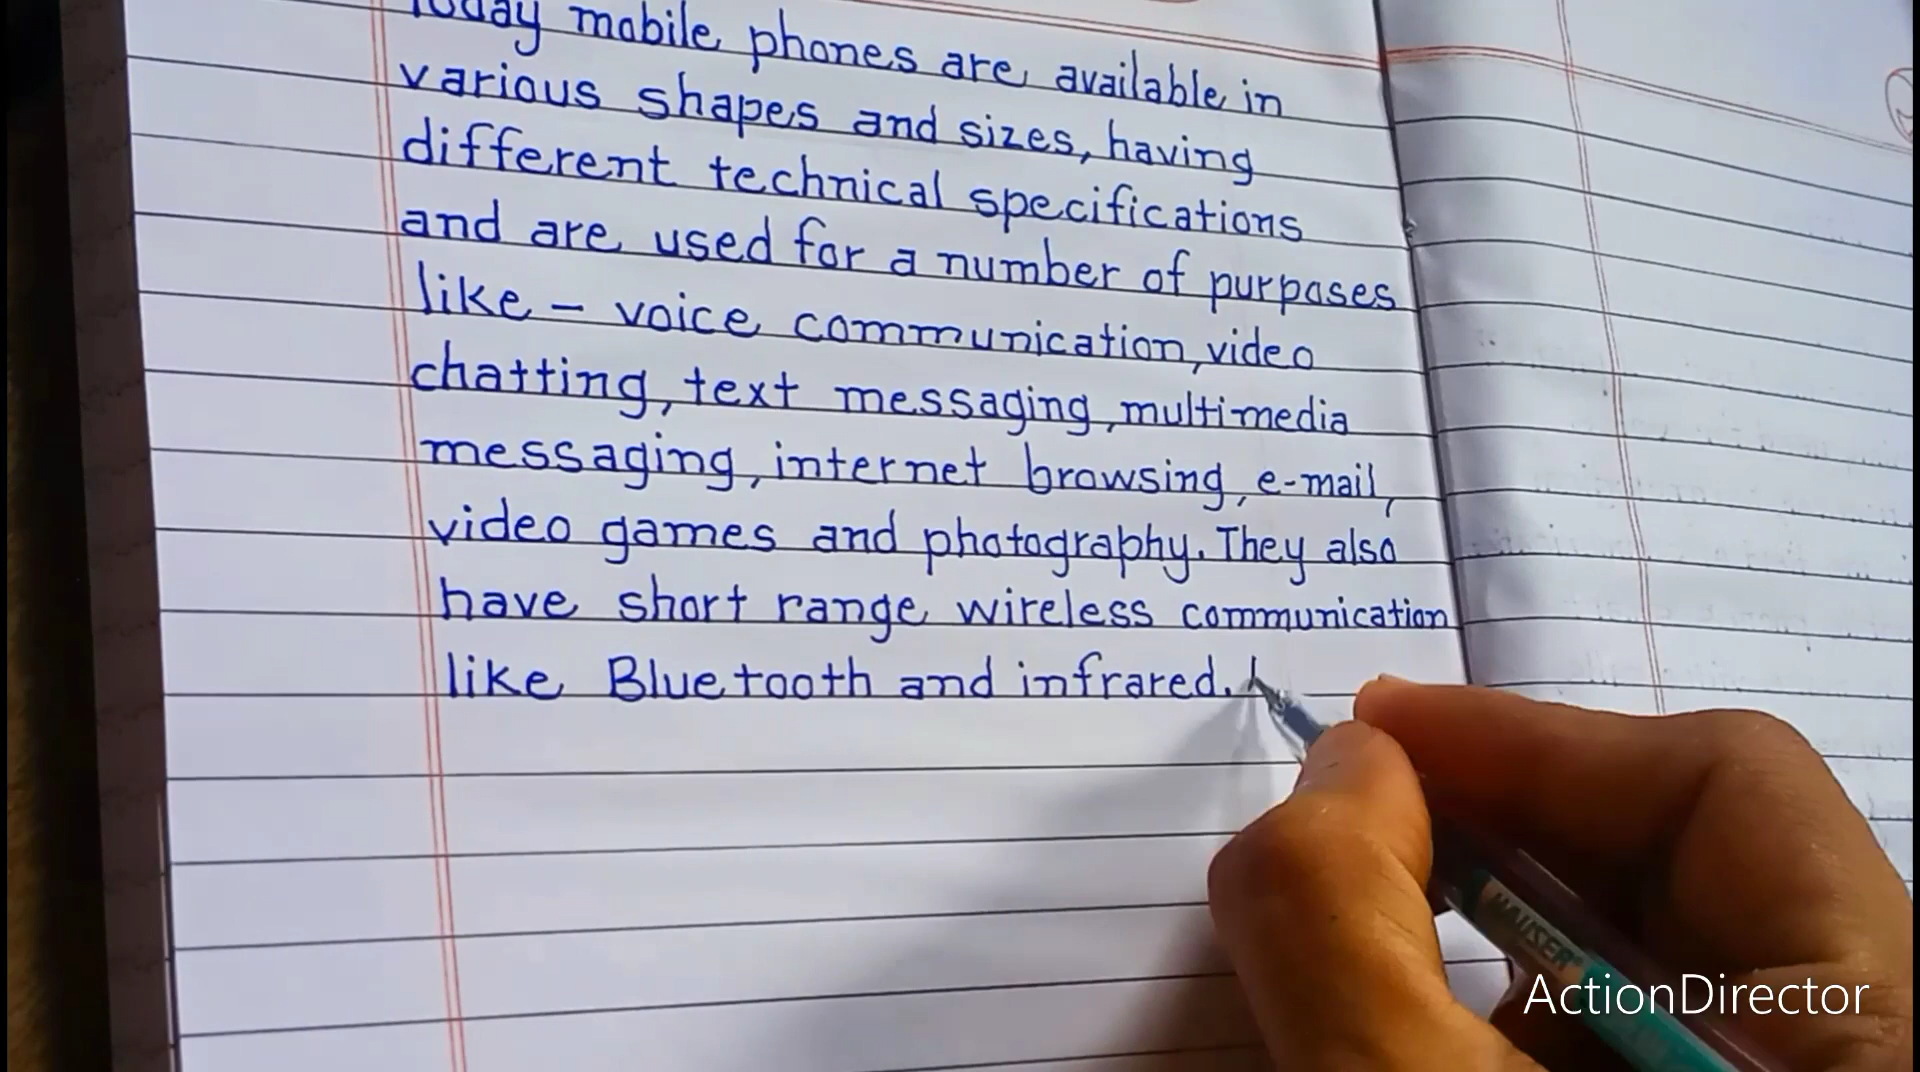 Today mobile phones are available in
various shapes and sizes, having
different technical specifications
and are used for a number of purposes
like - voice communication, video
chatting, text messaging, multimedia
messaging, internet browsing, e-mail,
video games and photography. They also
have short range wireless communication
like Bluetooth and infrared.
HAUSER
ActionDirector